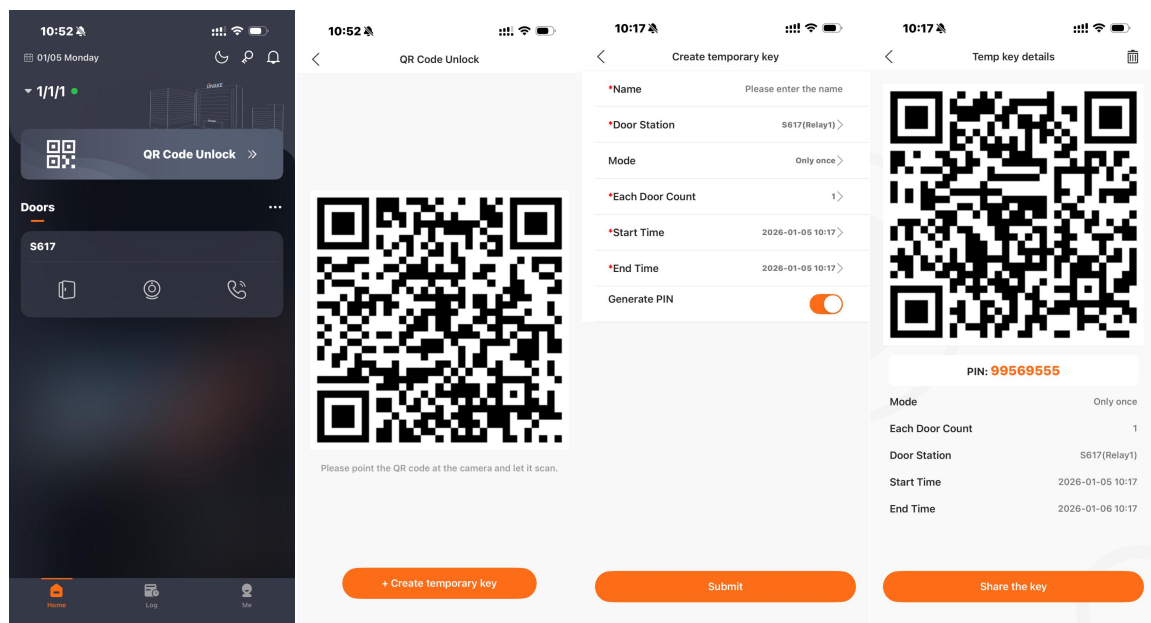 10:52
01/05 Monday
1/1/1
DNAKE
QR Code Unlock
Doors
S617
Home
Log
Me
10:52
QR Code Unlock
Please point the QR code at the camera and let it scan.
+ Create temporary key
10:17
Create temporary key
*Name Please enter the name
*Door Station S617(Relay1)
Mode Only once
*Each Door Count 1
*Start Time 2026-01-05 10:17
*End Time 2026-01-05 10:17
Generate PIN
Submit
10:17
Temp key details
PIN: 99569555
Mode Only once
Each Door Count 1
Door Station S617(Relay1)
Start Time 2026-01-05 10:17
End Time 2026-01-06 10:17
Share the key